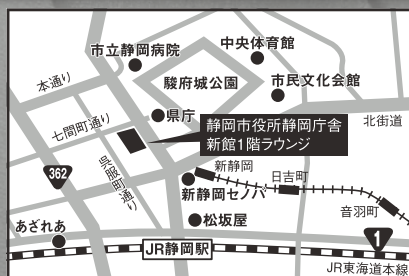 市立静岡病院
中央体育館
本通り
駿府城公園
市民文化会館
県庁
七間町通り
静岡市役所静岡庁舎
新館1階ラウンジ
北街道
362
呉服町通り
新静岡
日吉町
新静岡セノバ
音羽町
あざれあ
松坂屋
1
JR静岡駅
JR東海道本線